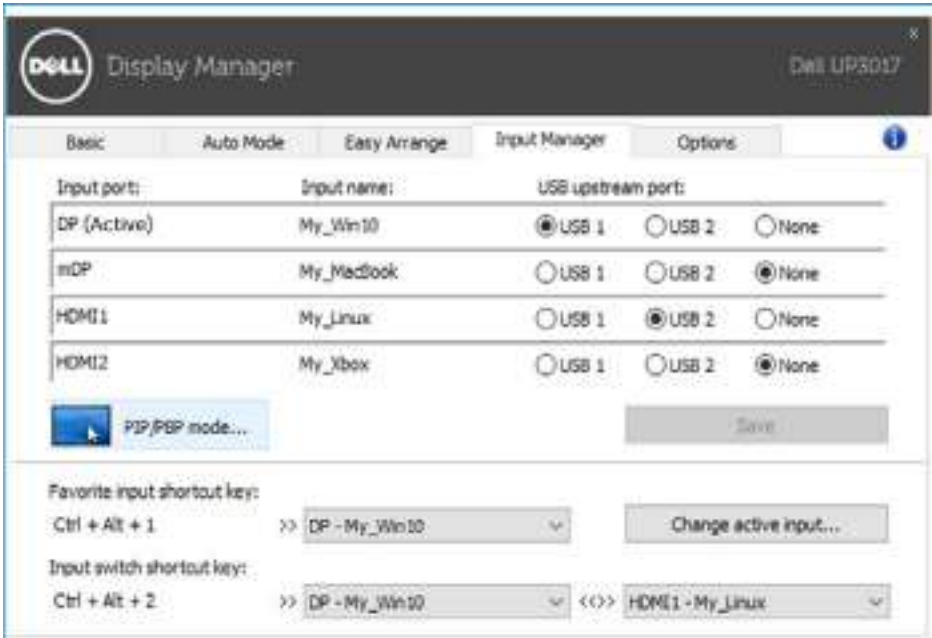 DELL Display Manager Dell UP3017 x
Basic Auto Mode Easy Arrange Input Manager Options i
Input port: Input name: USB upstream port:
DP (Active) My_Win10 USB 1 USB 2 None
mDP My_MacBook USB 1 USB 2 None
HDMI1 My_Linux USB 1 USB 2 None
HDMI2 My_Xbox USB 1 USB 2 None
PIP/PBP mode... Save
Favorite input shortcut key:
Ctrl + Alt + 1 >> DP - My_Win10 Change active input...
Input switch shortcut key:
Ctrl + Alt + 2 >> DP - My_Win10 <<>> HDMI1 - My_Linux